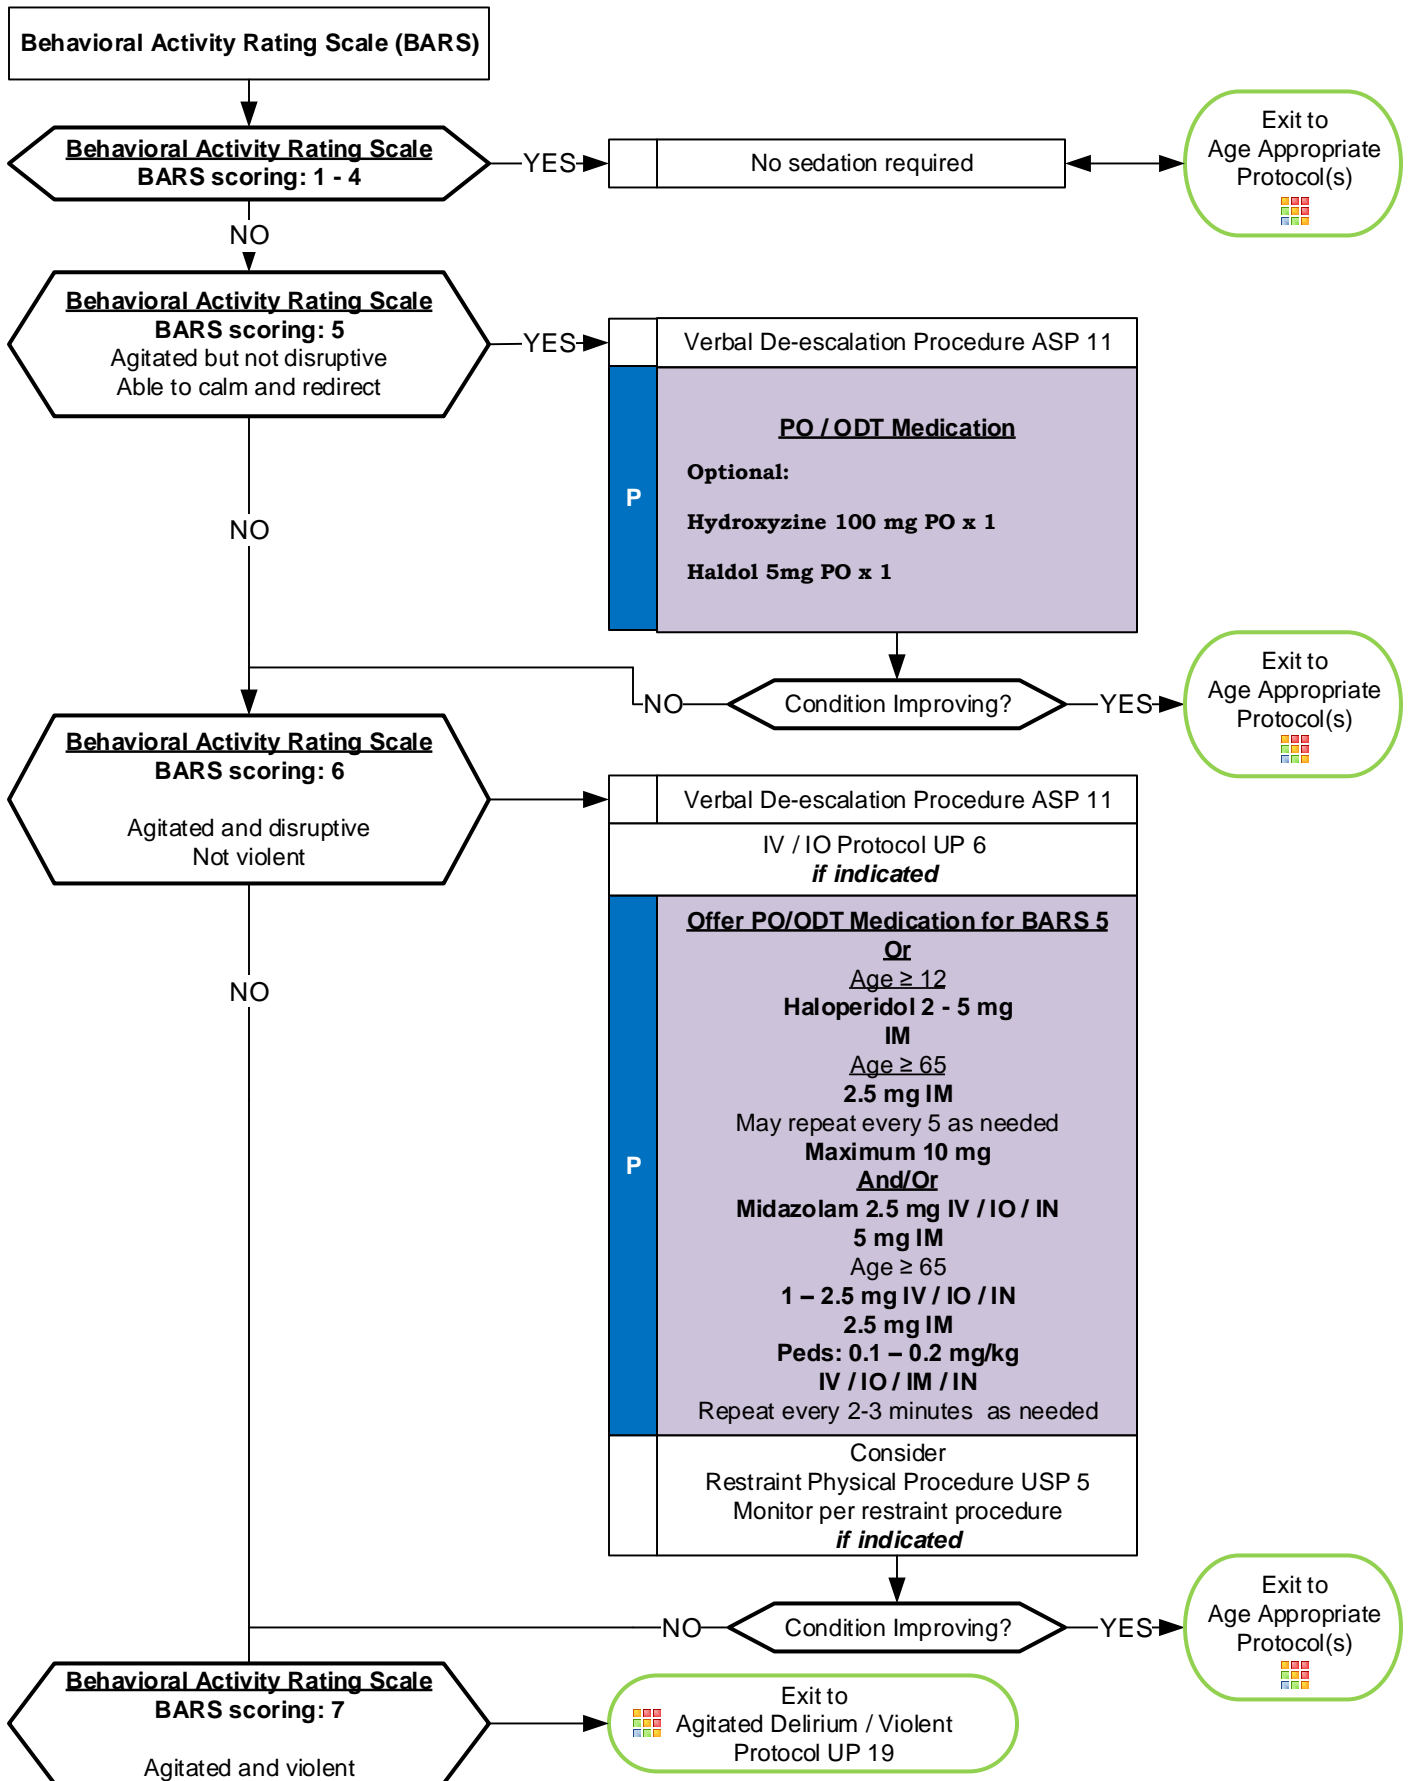 Behavioral Activity Rating Scale (BARS)
Behavioral Activity Rating Scale
BARS scoring: 1 - 4
YES
No sedation required
Exit to
Age Appropriate
Protocol(s)
NO
Behavioral Activity Rating Scale
BARS scoring: 5
Agitated but not disruptive
Able to calm and redirect
YES
Verbal De-escalation Procedure ASP 11
P
PO / ODT Medication
Optional:
Hydroxyzine 100 mg PO x 1
Haldol 5mg PO x 1
NO
Condition Improving?
NO
YES
Exit to
Age Appropriate
Protocol(s)
Behavioral Activity Rating Scale
BARS scoring: 6
Agitated and disruptive
Not violent
Verbal De-escalation Procedure ASP 11
IV / IO Protocol UP 6
if indicated
P
Offer PO/ODT Medication for BARS 5
Or
Age ≥ 12
Haloperidol 2 - 5 mg
IM
Age ≥ 65
2.5 mg IM
May repeat every 5 as needed
Maximum 10 mg
And/Or
Midazolam 2.5 mg IV / IO / IN
5 mg IM
Age ≥ 65
1 – 2.5 mg IV / IO / IN
2.5 mg IM
Peds: 0.1 – 0.2 mg/kg
IV / IO / IM / IN
Repeat every 2-3 minutes as needed
Consider
Restraint Physical Procedure USP 5
Monitor per restraint procedure
if indicated
NO
Condition Improving?
NO
YES
Exit to
Age Appropriate
Protocol(s)
Behavioral Activity Rating Scale
BARS scoring: 7
Agitated and violent
Exit to
Agitated Delirium / Violent
Protocol UP 19